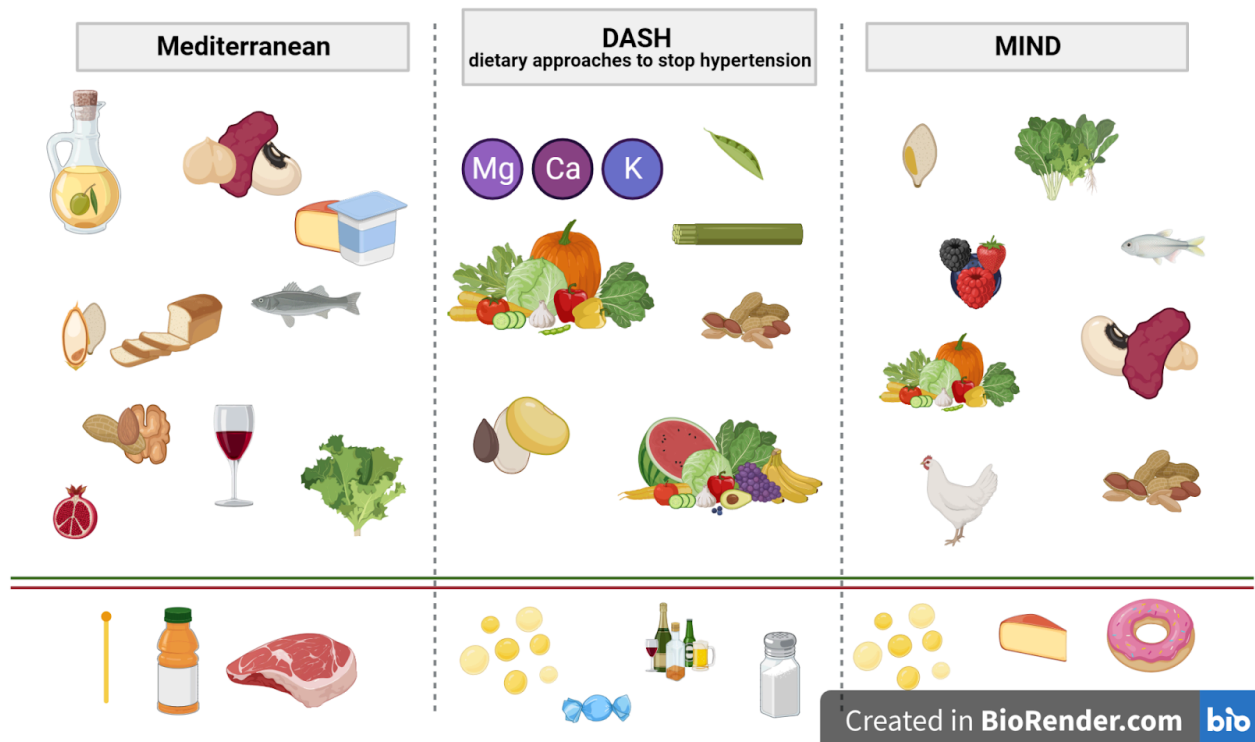 Mediterranean
DASH
dietary approaches to stop hypertension
MIND
Mg Ca K
Created in BioRender.com bio